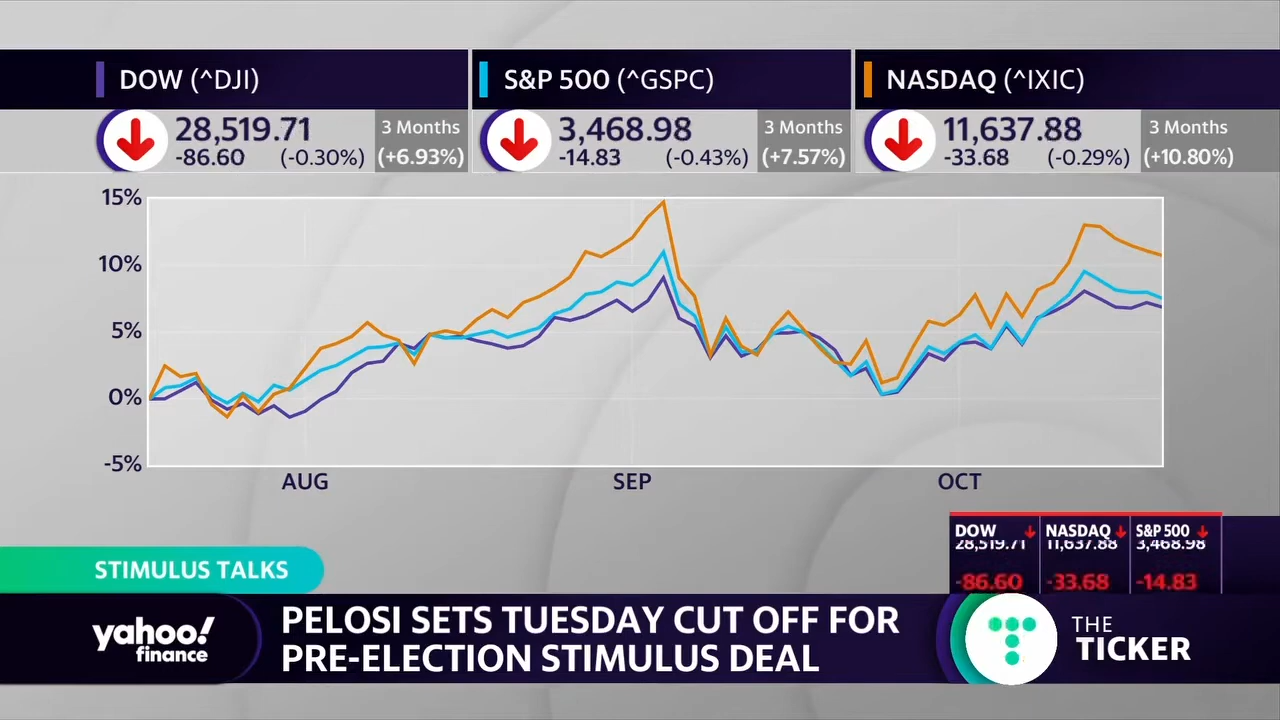 DOW (^DJI)
28,519.71
-86.60 (-0.30%)
3 Months
(+6.93%)
S&P 500 (^GSPC)
3,468.98
-14.83 (-0.43%)
3 Months
(+7.57%)
NASDAQ (^IXIC)
11,637.88
-33.68 (-0.29%)
3 Months
(+10.80%)
15%
10%
5%
0%
-5%
AUG SEP OCT
DOW NASDAQ S&P 500
28,519.71 11,637.88 3,468.98
-86.60 -33.68 -14.83
STIMULUS TALKS
yahoo!
finance
PELOSI SETS TUESDAY CUT OFF FOR
PRE-ELECTION STIMULUS DEAL
THE
TICKER